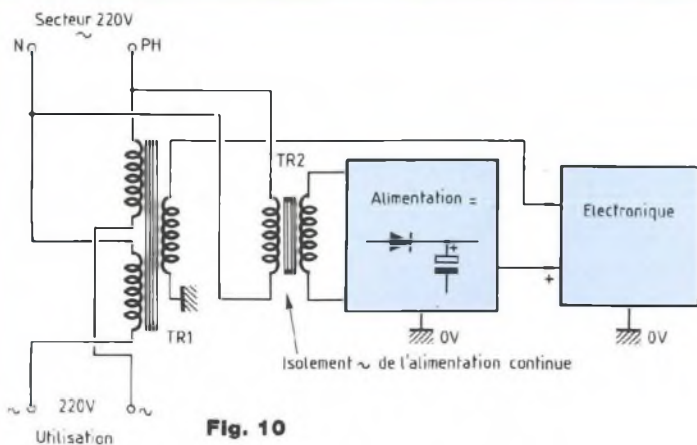 Secteur 220V
~
N
PH
TR1
TR2
Alimentation =
+
Electronique
+
0V
0V
Isolement ~ de l'alimentation continue
~ 220V ~
Utilisation
Fig. 10